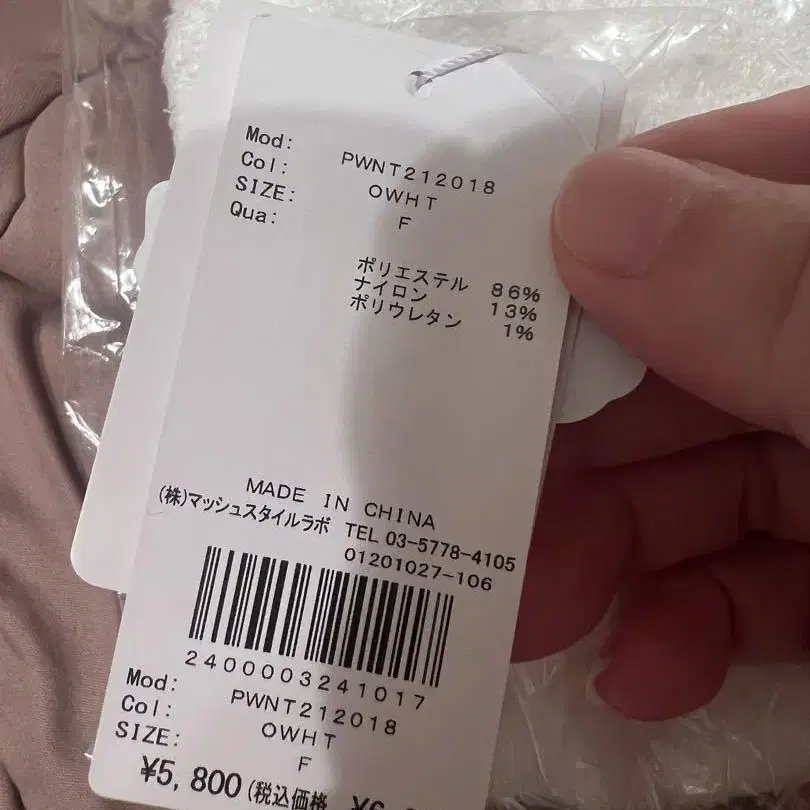 Mod: PWNT212018
Col: OWHT
SIZE: F
Qua:
ポリエステル 86%
ナイロン 13%
ポリウレタン 1%
MADE IN CHINA
(株)マッシュスタイルラボ TEL 03-5778-4105
01201027-106
2400003241017
Mod: PWNT212018
Col: OWHT
SIZE: F
¥5,800 (税込価格